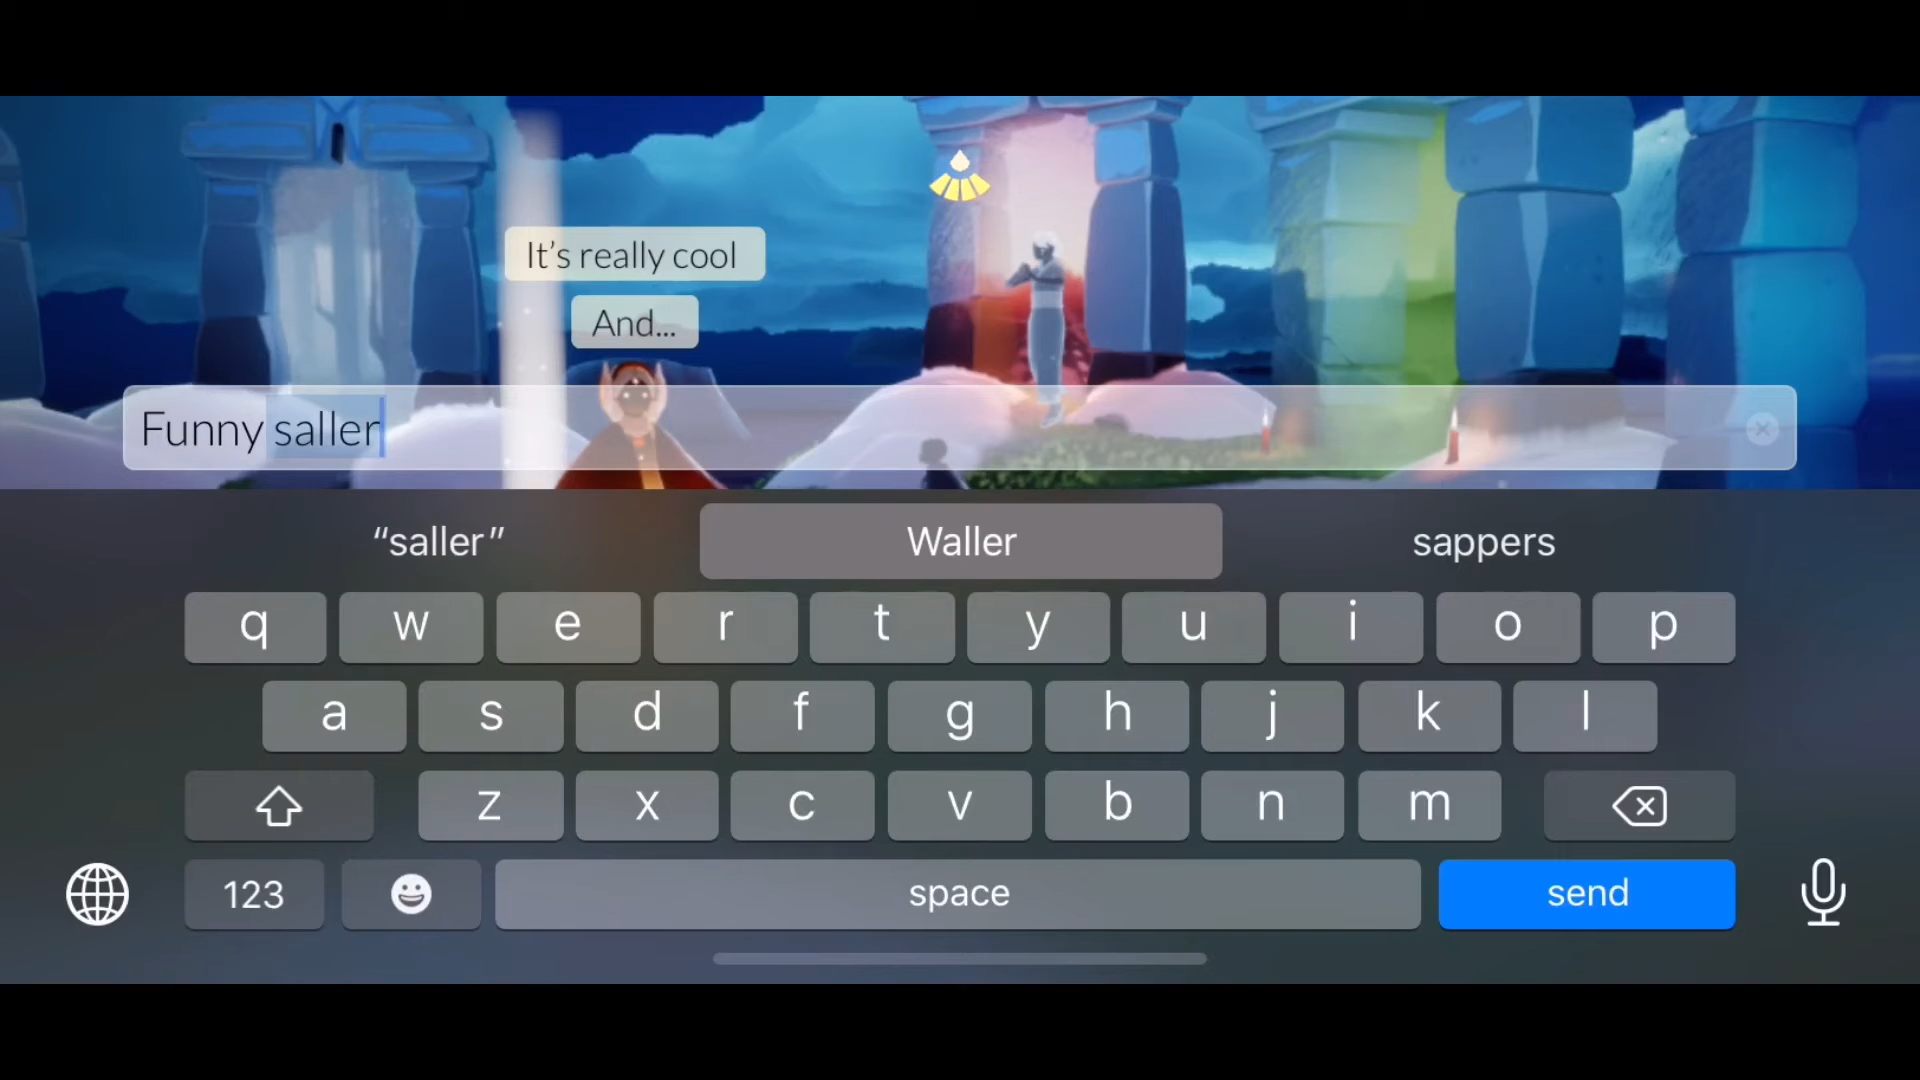 It’s really cool
And...
Funny saller
“saller” Waller sappers
q w e r t y u i o p
a s d f g h j k l
z x c v b n m
123 space send